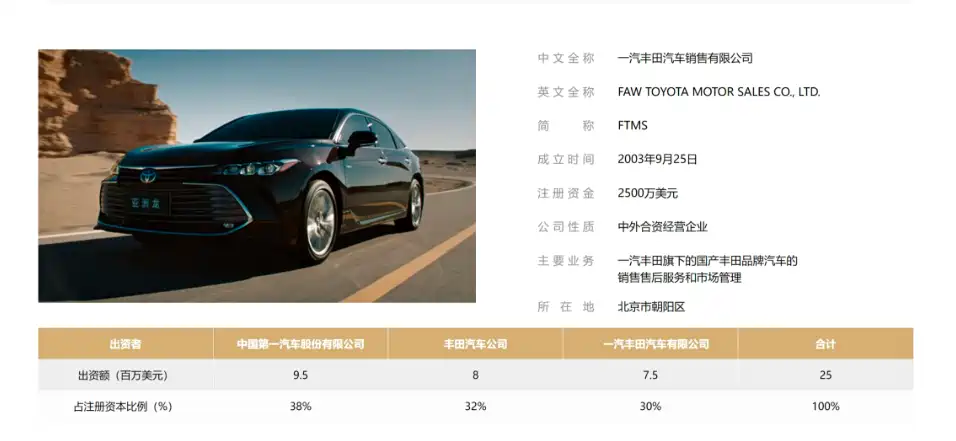 亚洲龙
中文全称 一汽丰田汽车销售有限公司
英文全称 FAW TOYOTA MOTOR SALES CO., LTD.
简称 FTMS
成立时间 2003年9月25日
注册资金 2500万美元
公司性质 中外合资经营企业
主要业务 一汽丰田旗下的国产丰田品牌汽车的
销售售后服务和市场管理
所在地 北京市朝阳区
出资者 中国第一汽车股份有限公司 丰田汽车公司 一汽丰田汽车有限公司 合计
出资额（百万美元） 9.5 8 7.5 25
占注册资本比例（%） 38% 32% 30% 100%